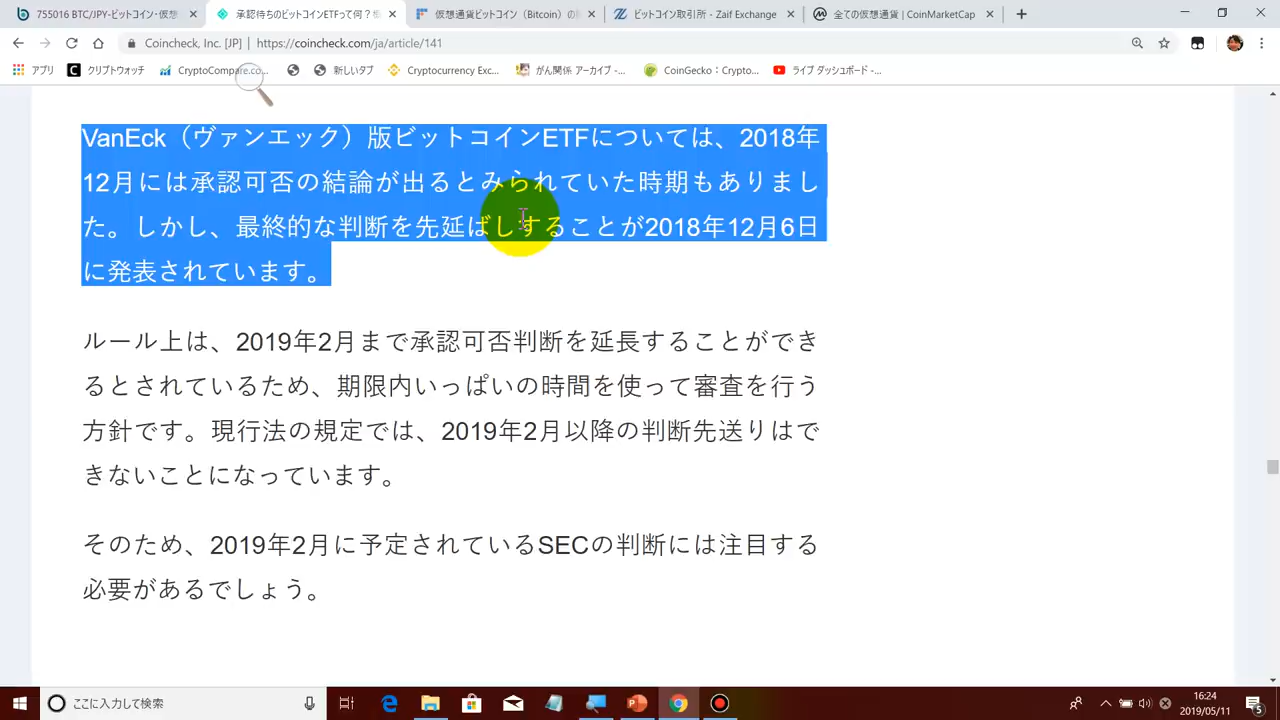 755016 BTC/JPY-ビットコイン・仮想
承認待ちのビットコインETFって何？
仮想通貨ビットコイン（Bitcoin）の
ビットコイン取引所 - Zaif Exchange
全ての仮想通貨 | CoinMarketCap
Coincheck, Inc. [JP] | https://coincheck.com/ja/article/141
アプリ
クリプトウォッチ
CryptoCompare.co...
新しいタブ
Cryptocurrency Exc...
がん関係 アーカイブ -...
CoinGecko：Crypto...
ライブ ダッシュボード -...
VanEck（ヴァンエック）版ビットコインETFについては、2018年
12月には承認可否の結論が出るとみられていた時期もありまし
た。しかし、最終的な判断を先延ばしすることが2018年12月6日
に発表されています。
ルール上は、2019年2月まで承認可否判断を延長することができ
るとされているため、期限内いっぱいの時間を使って審査を行う
方針です。現行法の規定では、2019年2月以降の判断先送りはで
きないことになっています。
そのため、2019年2月に予定されているSECの判断には注目する
必要があるでしょう。
ここに入力して検索
16:24
2019/05/11
5